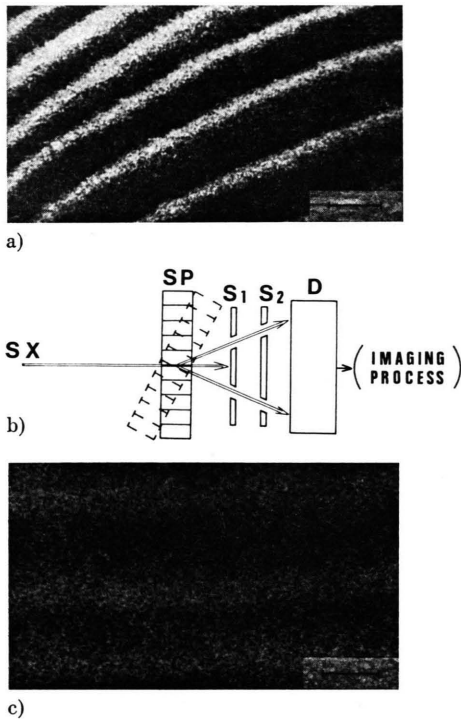 a)
SP
S1 S2 D
SX
(IMAGING
PROCESS)
b)
c)